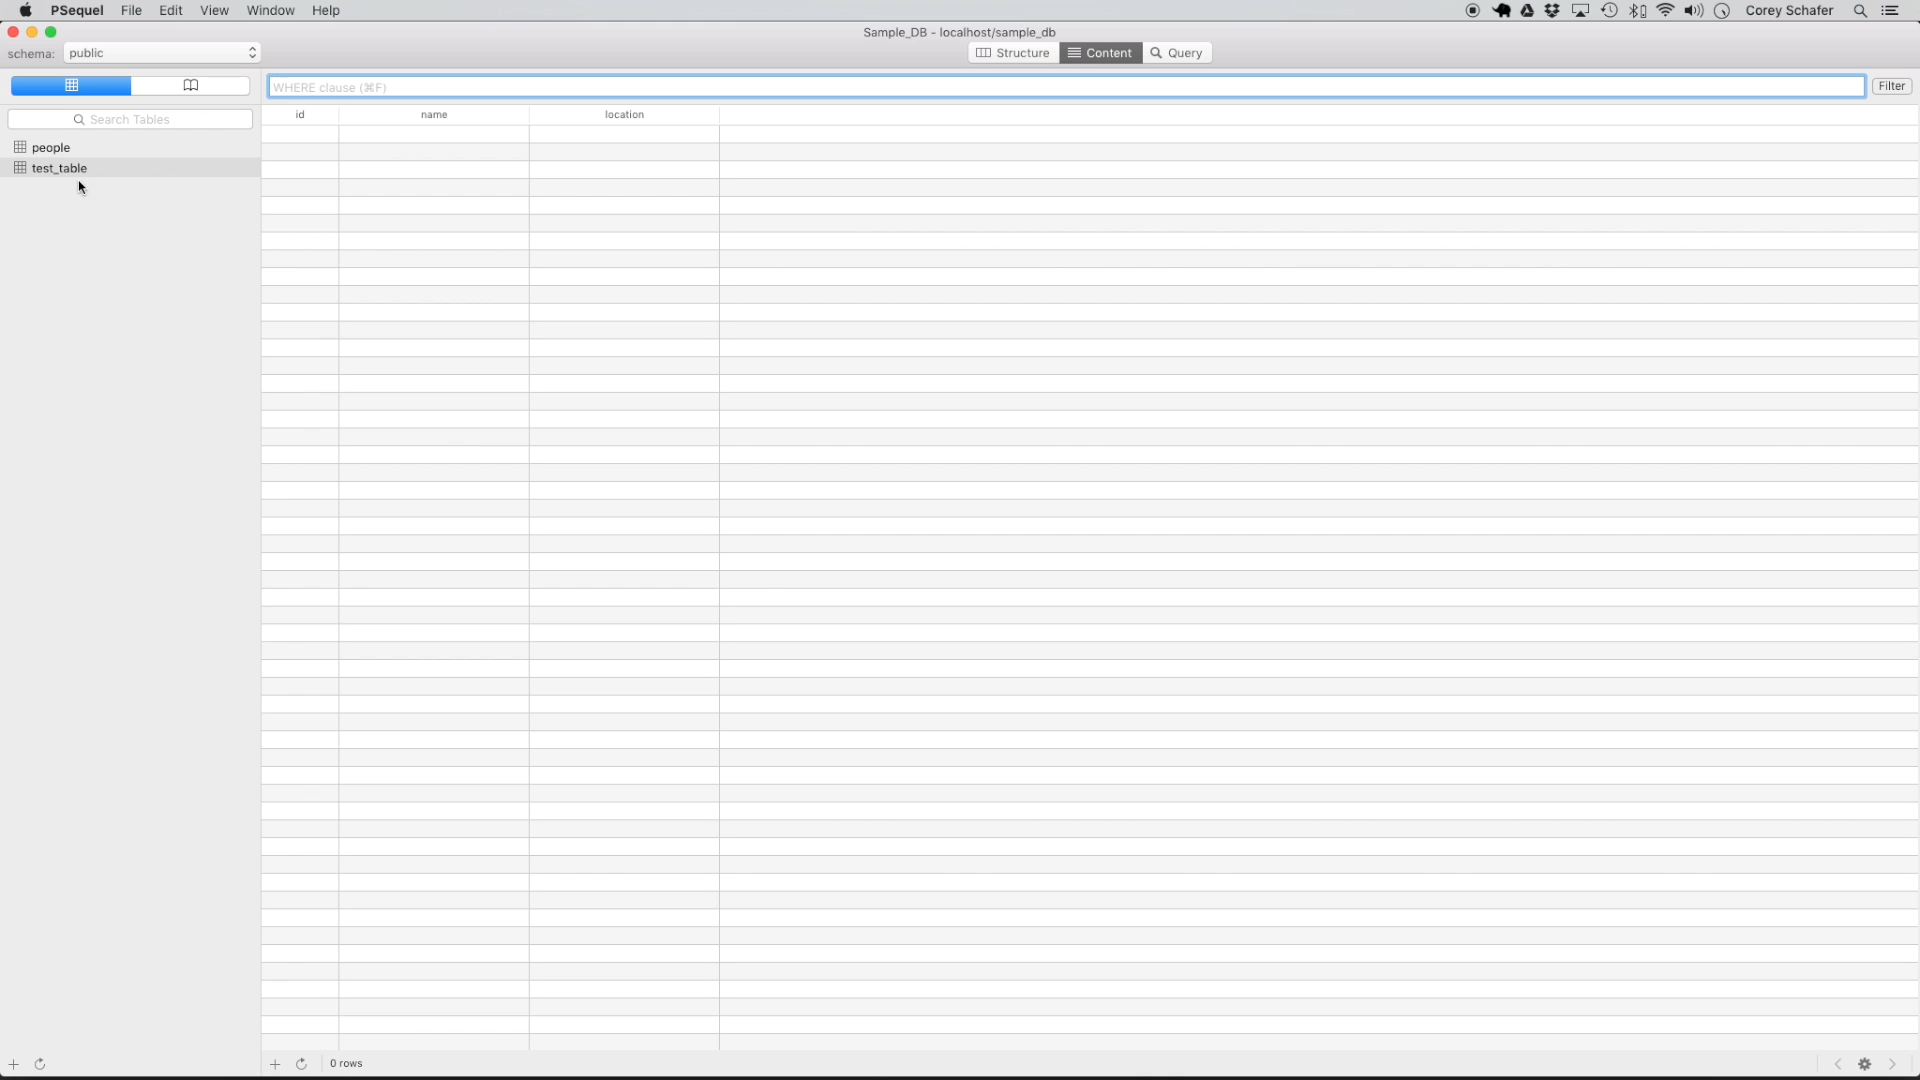 PSequel File Edit View Window Help Corey Schafer
Sample_DB - localhost/sample_db
schema: public Structure Content Query
WHERE clause (⌘F) Filter
Search Tables id name location
people
test_table
0 rows